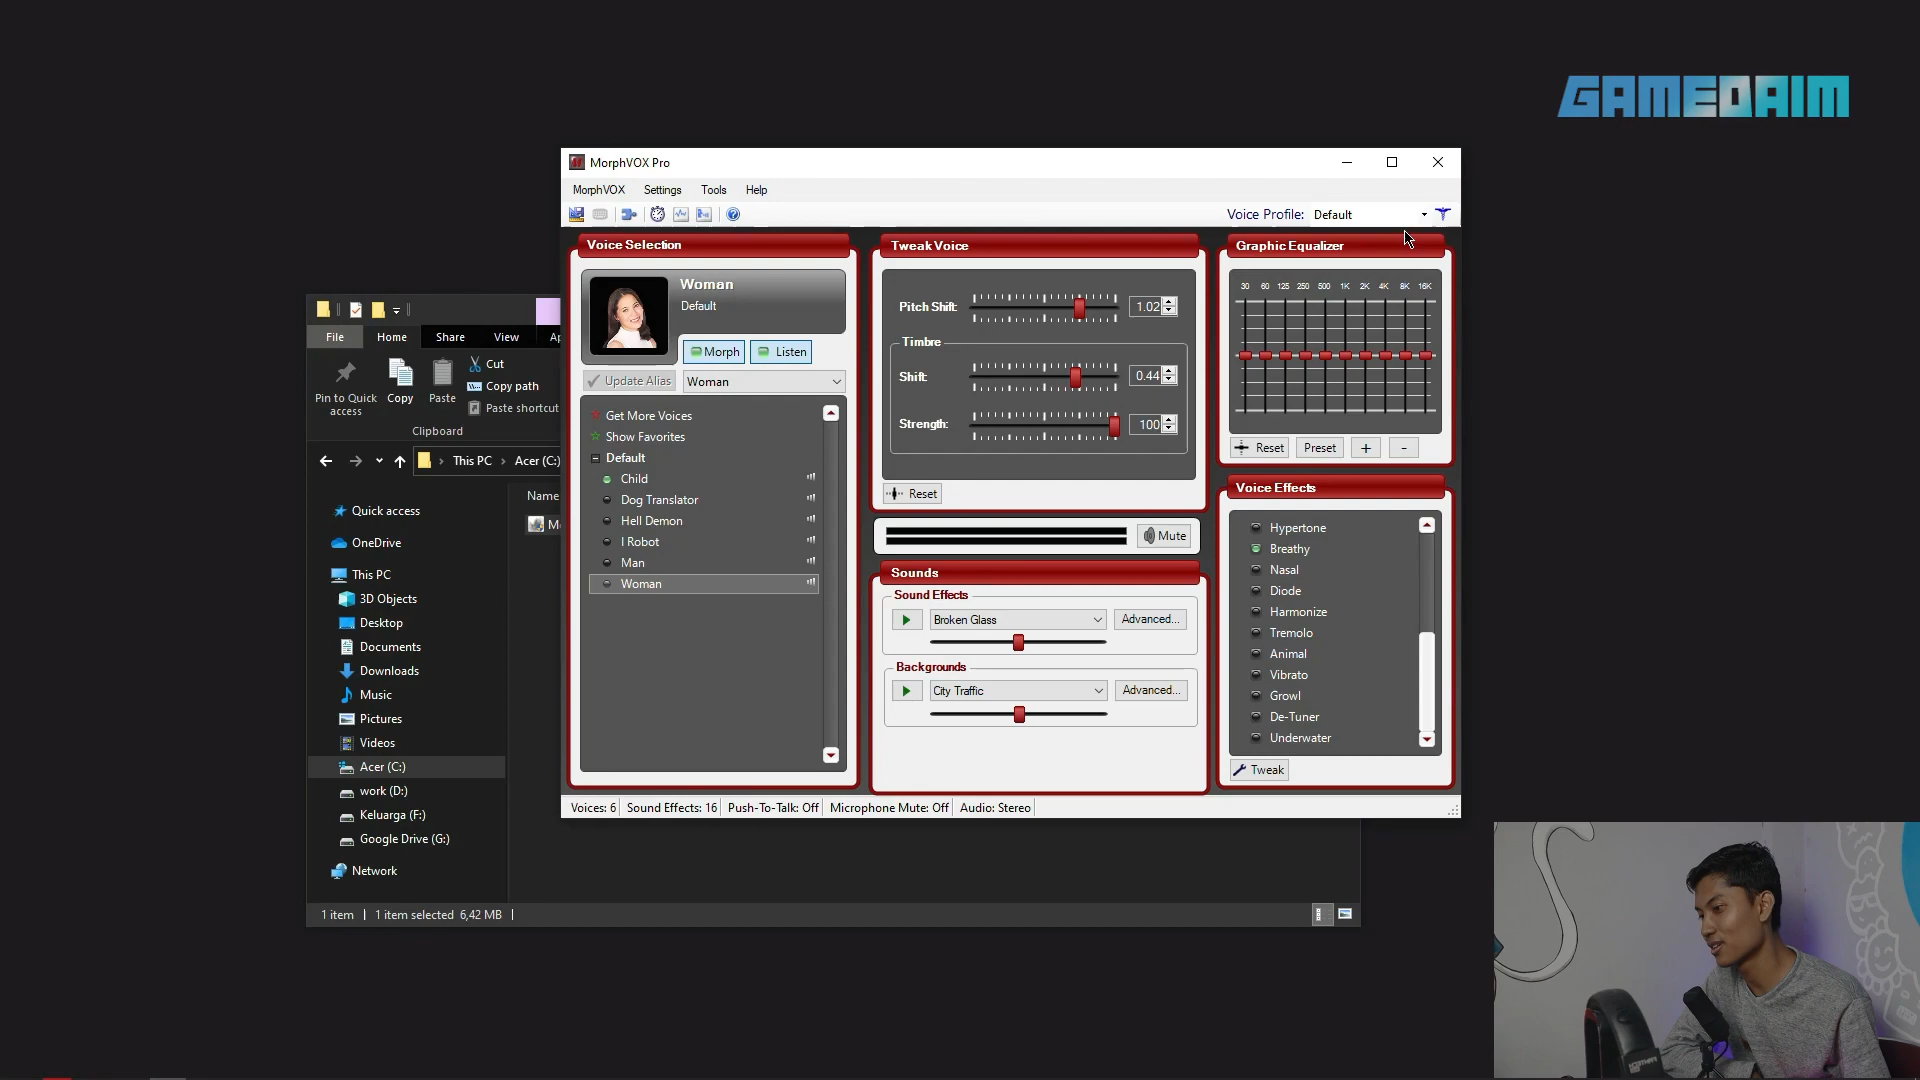 GAMEDAIM
MorphVOX Pro
MorphVOX Settings Tools Help
Voice Profile: Default
Voice Selection
Woman
Default
Morph Listen
Update Alias Woman
Get More Voices
Show Favorites
Default
Child
Dog Translator
Hell Demon
I Robot
Man
Woman
Tweak Voice
Pitch Shift: 1.02
Timbre
Shift: 0.44
Strength: 100
Reset
Mute
Sounds
Sound Effects
Broken Glass Advanced...
Backgrounds
City Traffic Advanced...
Graphic Equalizer
30 60 125 250 500 1K 2K 4K 8K 16K
Reset Preset + -
Voice Effects
Hypertone
Breathy
Nasal
Diode
Harmonize
Tremolo
Animal
Vibrato
Growl
De-Tuner
Underwater
Tweak
Voices: 6 Sound Effects: 16 Push-To-Talk: Off Microphone Mute: Off Audio: Stereo
File Home Share View Ap
Pin to Quick access
Copy
Paste
Cut
Copy path
Paste shortcut
Clipboard
This PC Acer (C:)
Name
Quick access
OneDrive
This PC
3D Objects
Desktop
Documents
Downloads
Music
Pictures
Videos
Acer (C:)
work (D:)
Keluarga (F:)
Google Drive (G:)
Network
1 item 1 item selected 6,42 MB